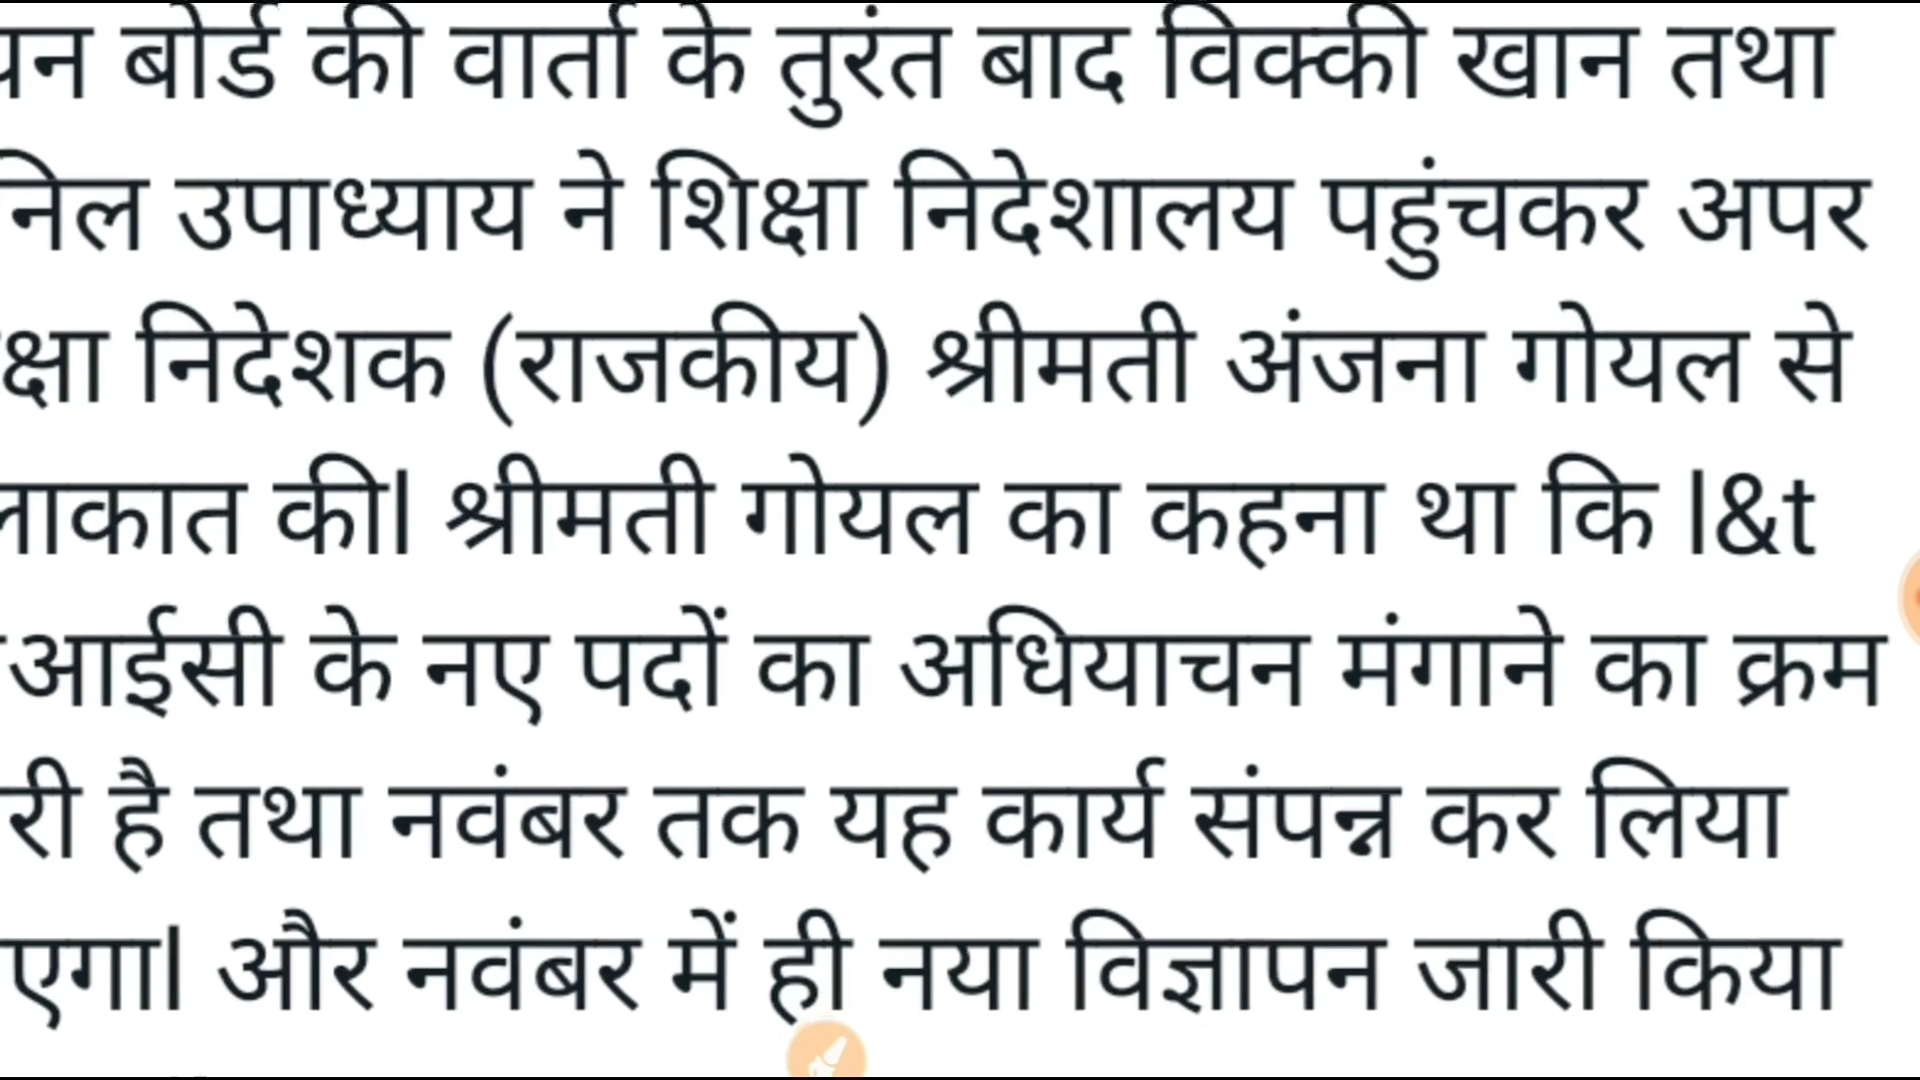 बोर्ड की वार्ता के तुरंत बाद विक्की खान तथा
उपाध्याय ने शिक्षा निदेशालय पहुंचकर अपर
निदेशक (राजकीय) श्रीमती अंजना गोयल से
कीl श्रीमती गोयल का कहना था कि l&t
आईसी के नए पदों का अधियाचन मंगाने का क्रम
है तथा नवंबर तक यह कार्य संपन्न कर लिया
और नवंबर में ही नया विज्ञापन जारी किया